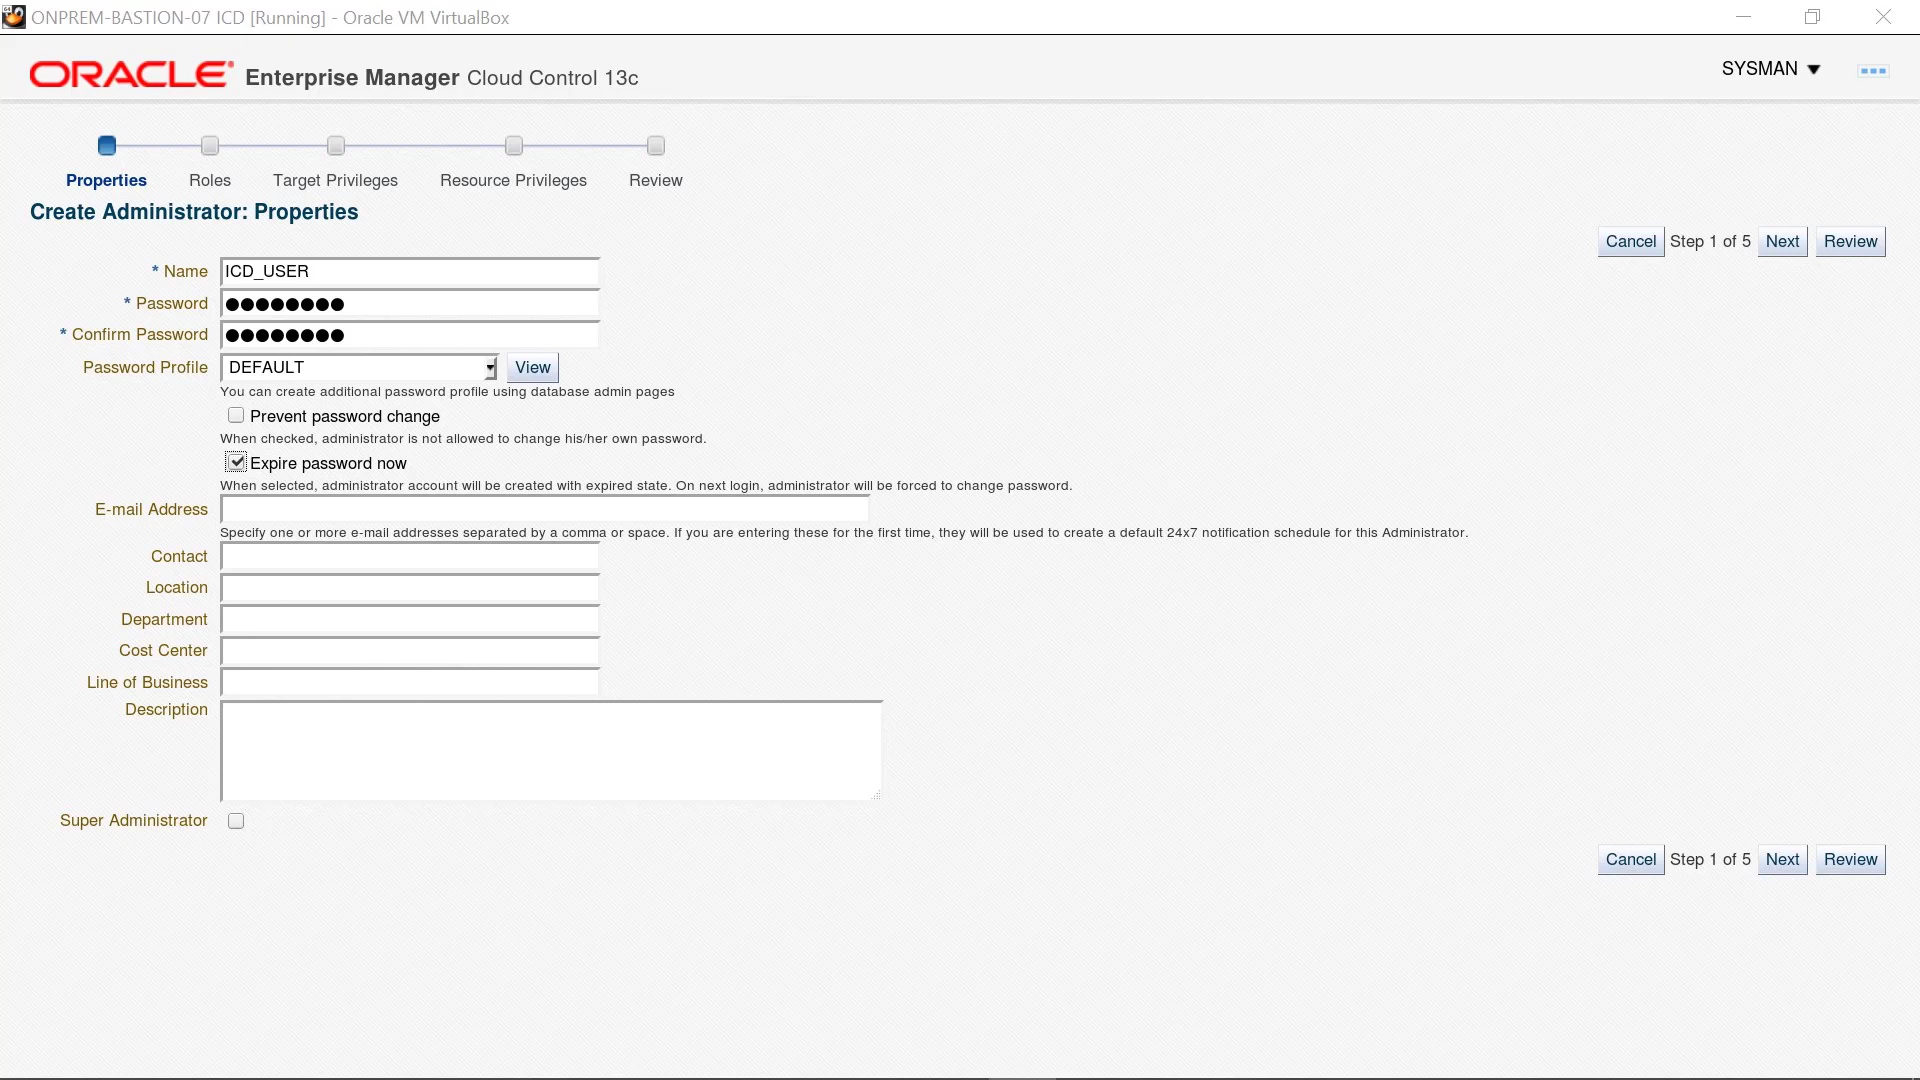 ONPREM-BASTION-07 ICD [Running] - Oracle VM VirtualBox
ORACLE Enterprise Manager Cloud Control 13c
SYSMAN
Properties Roles Target Privileges Resource Privileges Review
Create Administrator: Properties
Cancel Step 1 of 5 Next Review
* Name ICD_USER
* Password ●●●●●●●●
* Confirm Password ●●●●●●●●
Password Profile DEFAULT View
You can create additional password profile using database admin pages
Prevent password change
When checked, administrator is not allowed to change his/her own password.
Expire password now
When selected, administrator account will be created with expired state. On next login, administrator will be forced to change password.
E-mail Address
Specify one or more e-mail addresses separated by a comma or space. If you are entering these for the first time, they will be used to create a default 24x7 notification schedule for this Administrator.
Contact
Location
Department
Cost Center
Line of Business
Description
Super Administrator
Cancel Step 1 of 5 Next Review